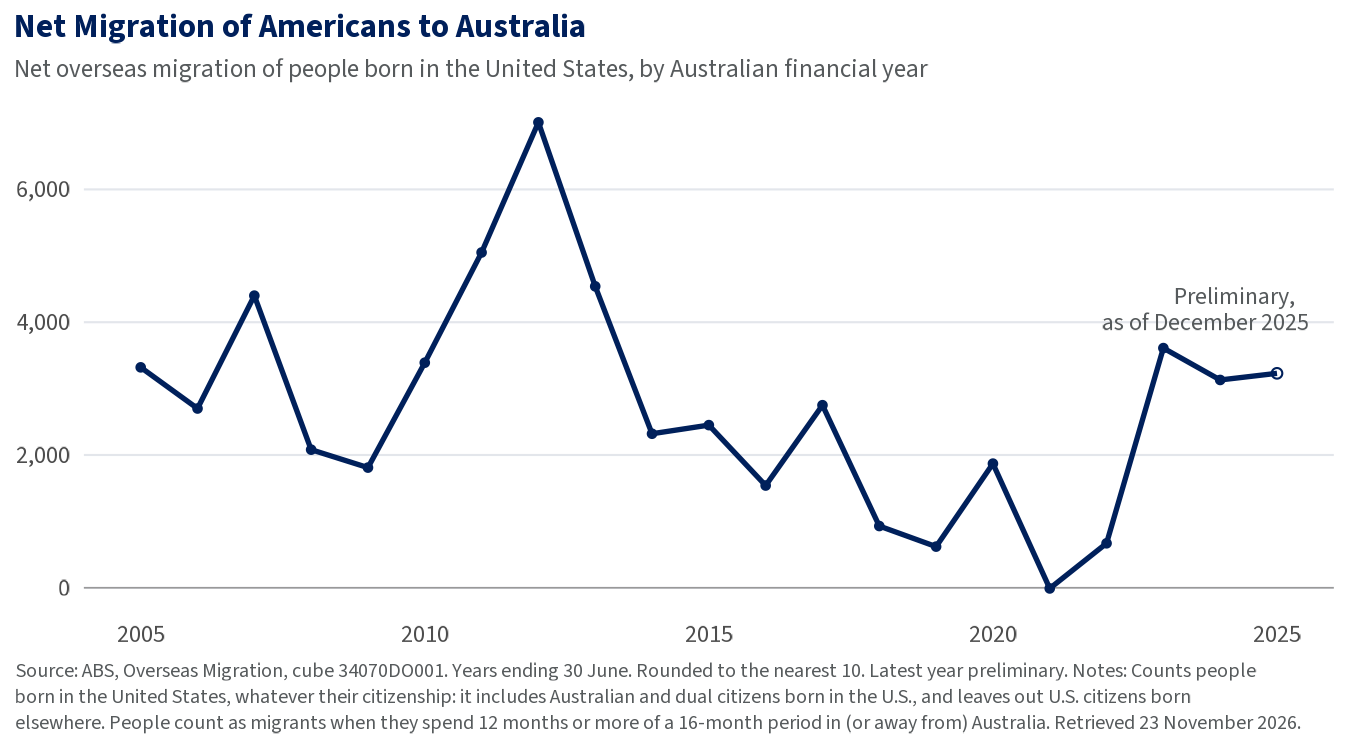 Net Migration of Americans to Australia
Net overseas migration of people born in the United States, by Australian financial year
6,000
4,000
2,000
0
Preliminary,
as of December 2025
2005
2010
2015
2020
2025
Source: ABS, Overseas Migration, cube 34070DO001. Years ending 30 June. Rounded to the nearest 10. Latest year preliminary. Notes: Counts people
born in the United States, whatever their citizenship: it includes Australian and dual citizens born in the U.S., and leaves out U.S. citizens born
elsewhere. People count as migrants when they spend 12 months or more of a 16-month period in (or away from) Australia. Retrieved 23 November 2026.